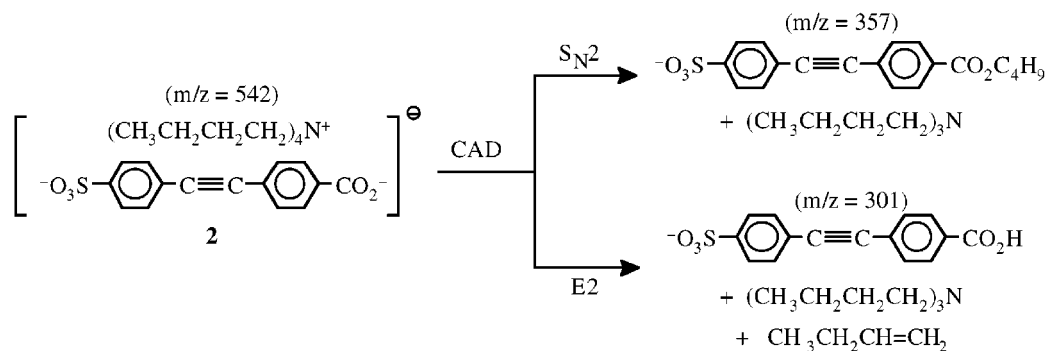 (m/z = 542)
(CH₃CH₂CH₂CH₂)₄N⁺
⁻O₃S C≡C CO₂⁻
⊖
2
CAD
S_N2
(m/z = 357)
⁻O₃S C≡C CO₂C₄H₉
+ (CH₃CH₂CH₂CH₂)₃N
E2
(m/z = 301)
⁻O₃S C≡C CO₂H
+ (CH₃CH₂CH₂CH₂)₃N
+ CH₃CH₂CH=CH₂